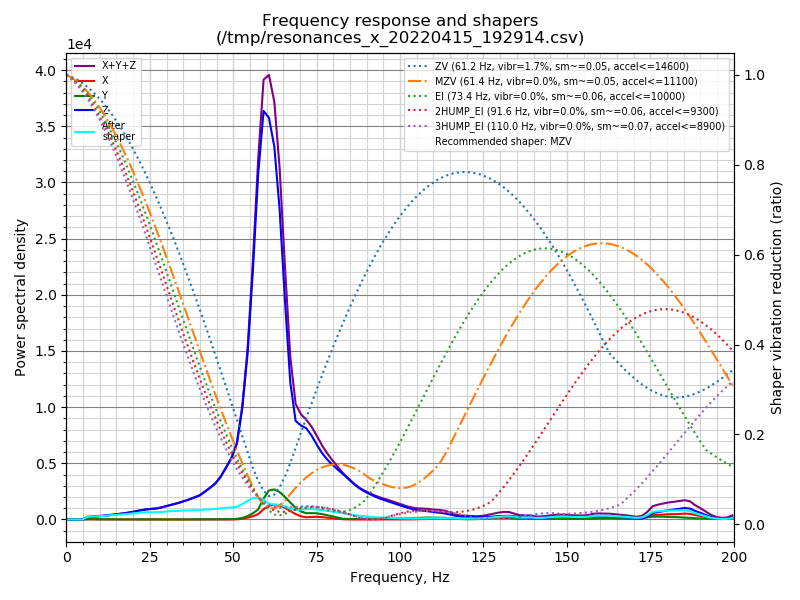 Frequency response and shapers
(/tmp/resonances_x_20220415_192914.csv)
1e4
X+Y+Z
X
Y
Z
After
shaper
ZV (61.2 Hz, vibr=1.7%, sm~=0.05, accel<=14600)
MZV (61.4 Hz, vibr=0.0%, sm~=0.05, accel<=11100)
EI (73.4 Hz, vibr=0.0%, sm~=0.06, accel<=10000)
2HUMP_EI (91.6 Hz, vibr=0.0%, sm~=0.06, accel<=9300)
3HUMP_EI (110.0 Hz, vibr=0.0%, sm~=0.07, accel<=8900)
Recommended shaper: MZV
Power spectral density
4.0
3.5
3.0
2.5
2.0
1.5
1.0
0.5
0.0
1.0
0.8
0.6
0.4
0.2
0.0
Shaper vibration reduction (ratio)
0 25 50 75 100 125 150 175 200
Frequency, Hz